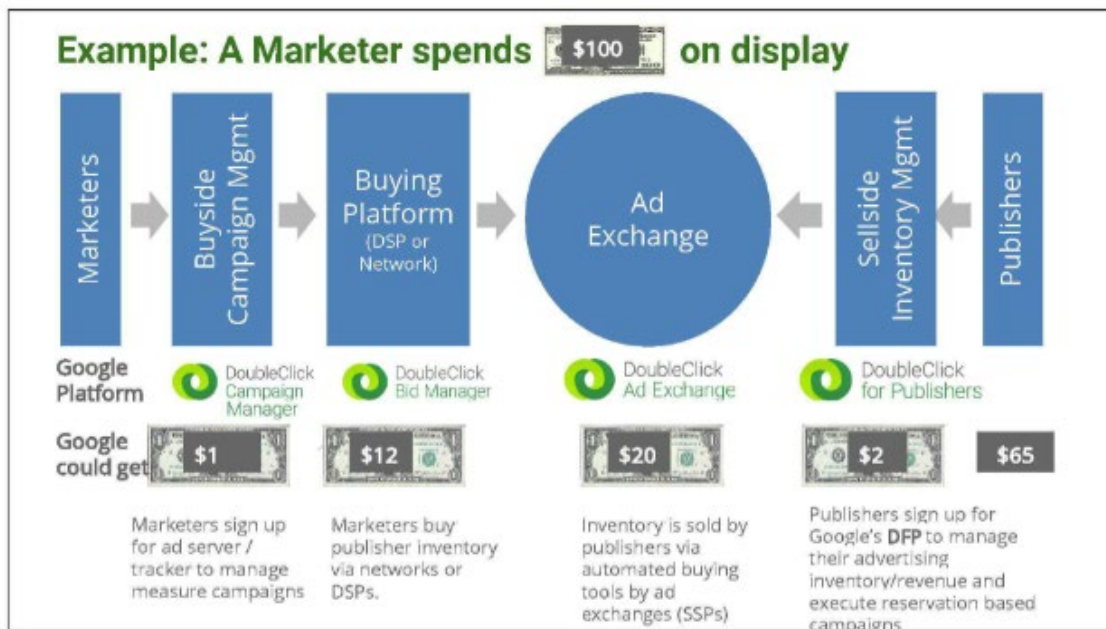 Example: A Marketer spends $100 on display
Marketers
Buyside
Campaign Mgmt
Buying
Platform
(DSP or
Network)
Ad
Exchange
Sellside
Inventory Mgmt
Publishers
Google
Platform
DoubleClick
Campaign
Manager
DoubleClick
Bid Manager
DoubleClick
Ad Exchange
DoubleClick
for Publishers
Google
could get
$1
$12
$20
$2
$65
Marketers sign up
for ad server /
tracker to manage
measure campaigns
Marketers buy
publisher inventory
via networks or
DSPs.
Inventory is sold by
publishers via
automated buying
tools by ad
exchanges (SSPs)
Publishers sign up for
Google's DFP to manage
their advertising
inventory/revenue and
execute reservation based
campaigns